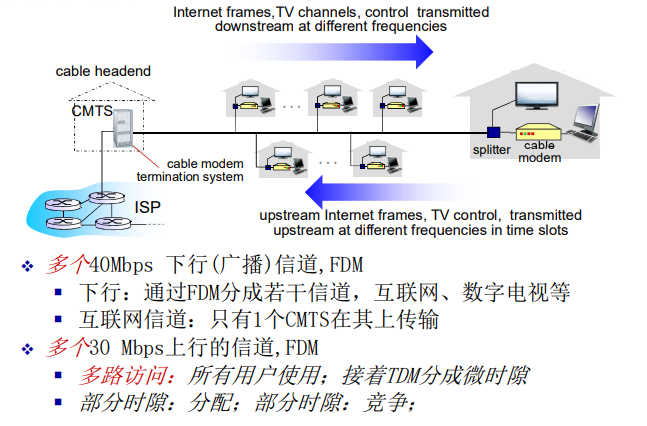 Internet frames,TV channels, control transmitted
downstream at different frequencies
cable headend
CMTS
cable modem
termination system
splitter
cable
modem
ISP
upstream Internet frames, TV control, transmitted
upstream at different frequencies in time slots
多个40Mbps 下行(广播)信道,FDM
下行：通过FDM分成若干信道，互联网、数字电视等
互联网信道：只有1个CMTS在其上传输
多个30 Mbps上行的信道,FDM
多路访问：所有用户使用；接着TDM分成微时隙
部分时隙：分配；部分时隙：竞争；